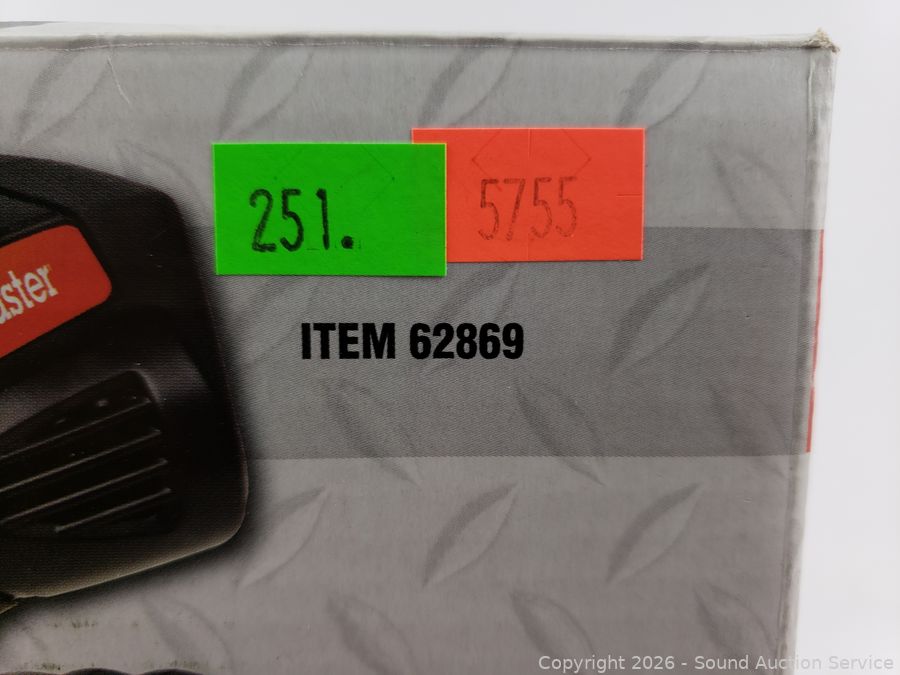 251.
5755
aster
ITEM 62869
Copyright 2026 - Sound Auction Service